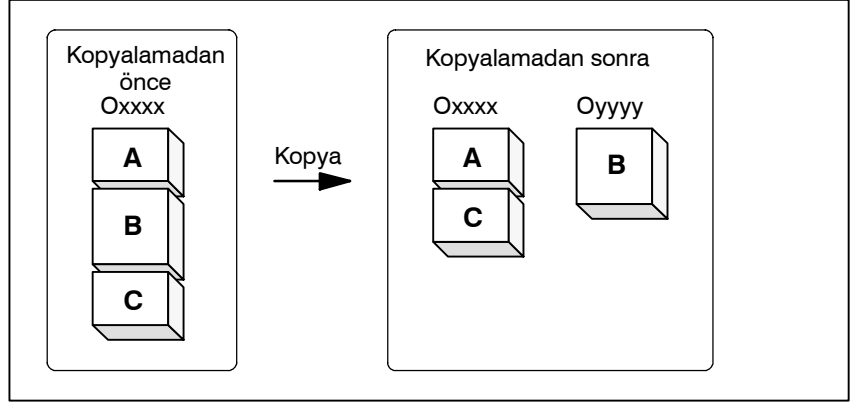 Kopyalamadan
önce
Oxxxx
A
B
C
Kopya
Kopyalamadan sonra
Oxxxx
Oyyyy
A
C
B